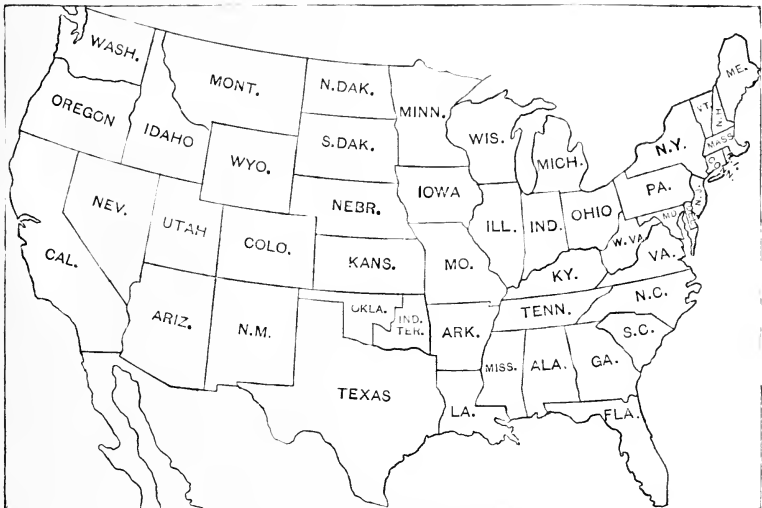 WASH.
MONT.
N.DAK.
MINN.
ME.
OREGON
IDAHO
WYO.
S.DAK.
WIS.
MICH.
N.Y.
VT.
N.H.
MASS.
NEV.
UTAH
COLO.
NEBR.
IOWA
ILL.
IND.
OHIO
PA.
N.J.
MD.
DEL.
CAL.
KANS.
MO.
KY.
W.VA.
VA.
ARIZ.
N.M.
OKLA.
IND.
TER.
ARK.
TENN.
N.C.
S.C.
TEXAS
LA.
MISS.
ALA.
GA.
FLA.